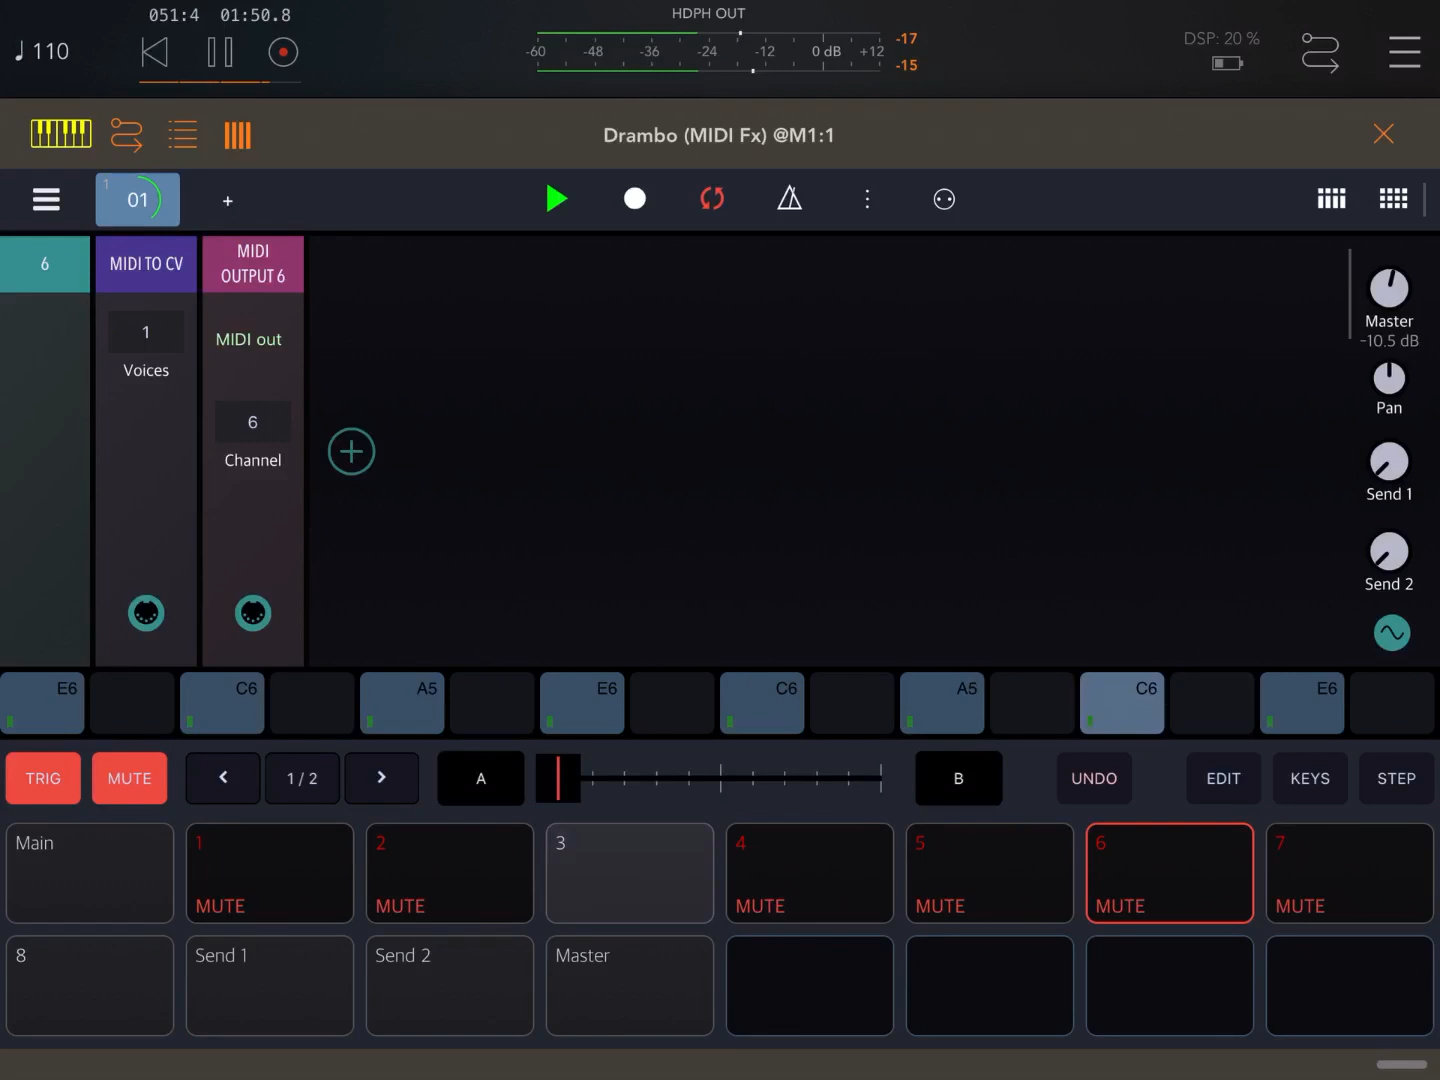 051:4 01:50.8
HDPH OUT
♩ 110
-60 -48 -36 -24 -12 0 dB +12
-17
-15
DSP: 20 %
Drambo (MIDI Fx) @M1:1
1
01
+
6
MIDI TO CV
MIDI
OUTPUT 6
1
Voices
MIDI out
6
Channel
Master
-10.5 dB
Pan
Send 1
Send 2
E6 C6 A5 E6 C6 A5 C6 E6
TRIG MUTE 1 / 2 A B UNDO EDIT KEYS STEP
Main 1 2 3 4 5 6 7
MUTE MUTE MUTE MUTE MUTE MUTE
8 Send 1 Send 2 Master